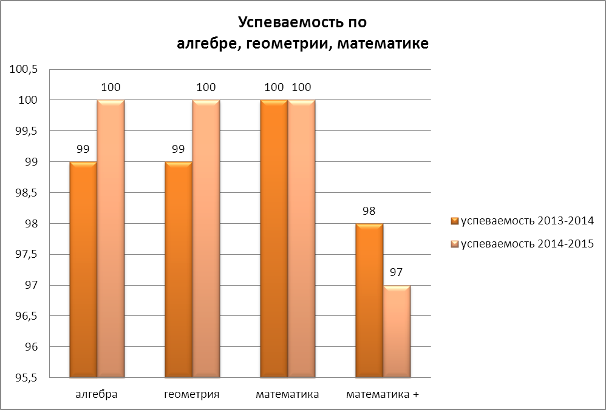 Успеваемость по
алгебре, геометрии, математике
100,5
100
99,5
99
98,5
98
97,5
97
96,5
96
95,5
99
100
99
100
100
100
98
97
алгебра
геометрия
математика
математика +
успеваемость 2013-2014
успеваемость 2014-2015